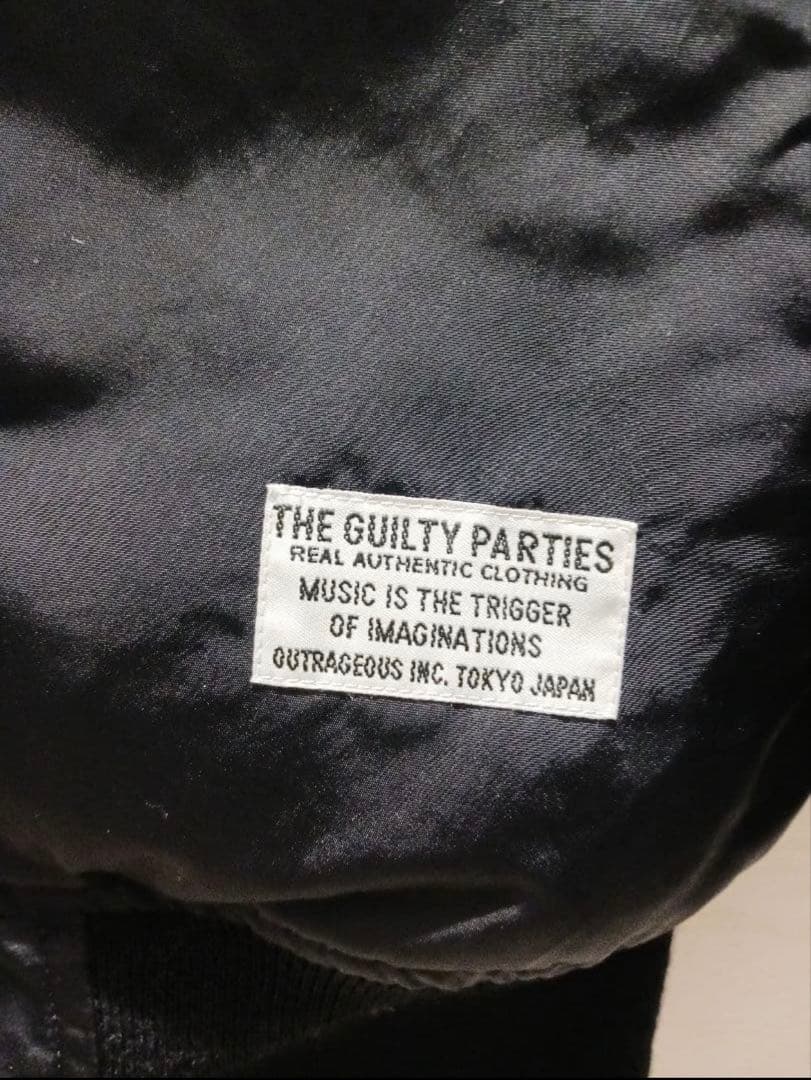 THE GUILTY PARTIES
REAL AUTHENTIC CLOTHING
MUSIC IS THE TRIGGER
OF IMAGINATIONS
OUTRAGEOUS INC. TOKYO JAPAN